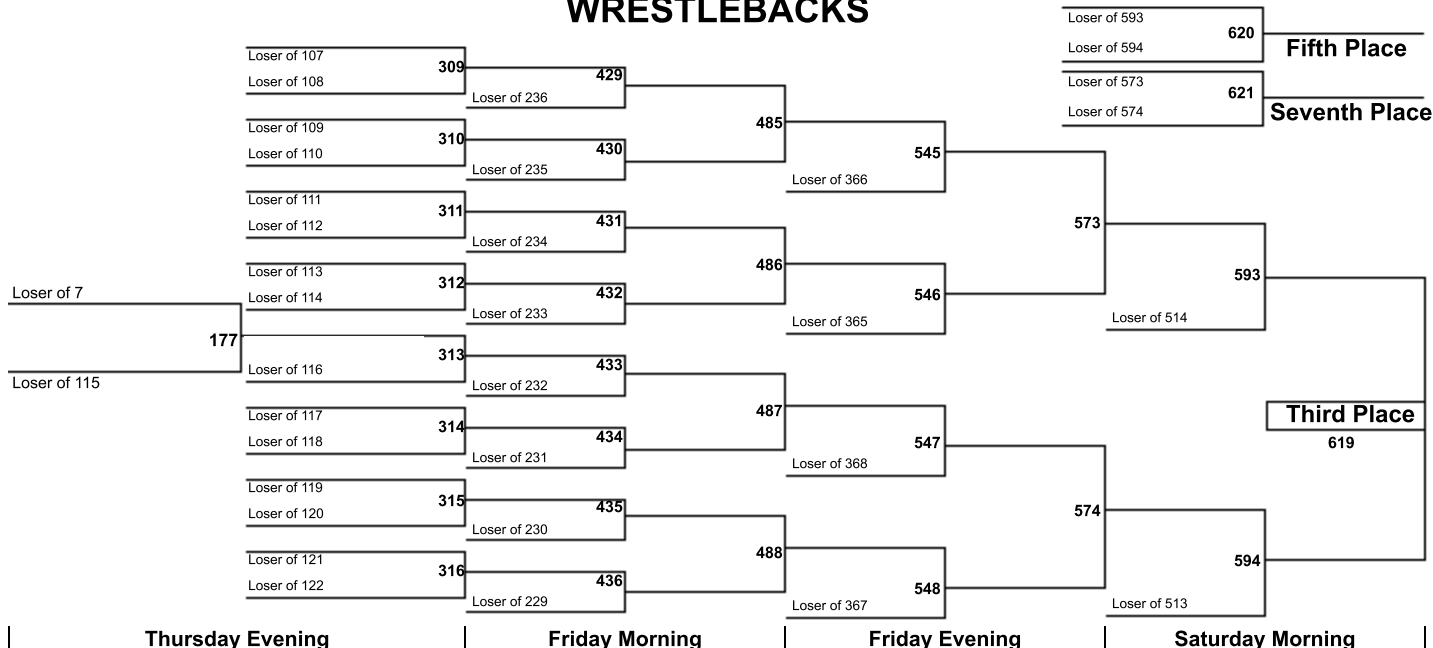 WRESTLEBACKS
Loser of 593
620
Loser of 594
Fifth Place
Loser of 573
621
Loser of 574
Seventh Place
Loser of 7
177
Loser of 115
Loser of 107
309
Loser of 108
Loser of 109
310
Loser of 110
Loser of 111
311
Loser of 112
Loser of 113
312
Loser of 114
313
Loser of 116
Loser of 117
314
Loser of 118
Loser of 119
315
Loser of 120
Loser of 121
316
Loser of 122
429
Loser of 236
430
Loser of 235
431
Loser of 234
432
Loser of 233
433
Loser of 232
434
Loser of 231
435
Loser of 230
436
Loser of 229
485
486
487
488
545
Loser of 366
546
Loser of 365
547
Loser of 368
548
Loser of 367
573
574
593
Loser of 514
594
Loser of 513
Third Place
619
Thursday Evening
Friday Morning
Friday Evening
Saturday Morning